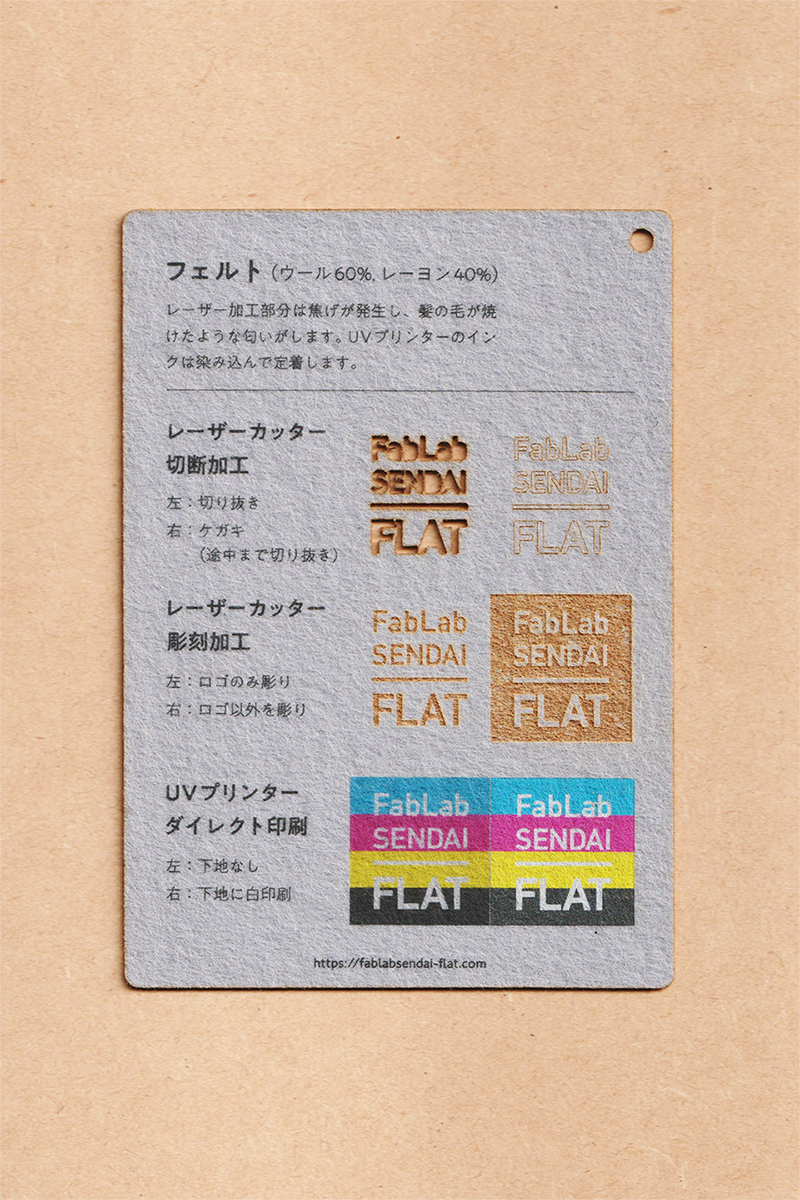 フェルト（ウール60%, レーヨン40%）
レーザー加工部分は焦げが発生し、髪の毛が焼
けたような匂いがします。UVプリンターのイン
クは染み込んで定着します。
レーザーカッター
切断加工
左：切り抜き
右：ケガキ
（途中まで切り抜き）
FabLab
SENDAI
FLAT
FabLab
SENDAI
FLAT
レーザーカッター
彫刻加工
左：ロゴのみ彫り
右：ロゴ以外を彫り
FabLab
SENDAI
FLAT
FabLab
SENDAI
FLAT
UVプリンター
ダイレクト印刷
左：下地なし
右：下地に白印刷
FabLab
SENDAI
FLAT
FabLab
SENDAI
FLAT
https://fablabsendai-flat.com